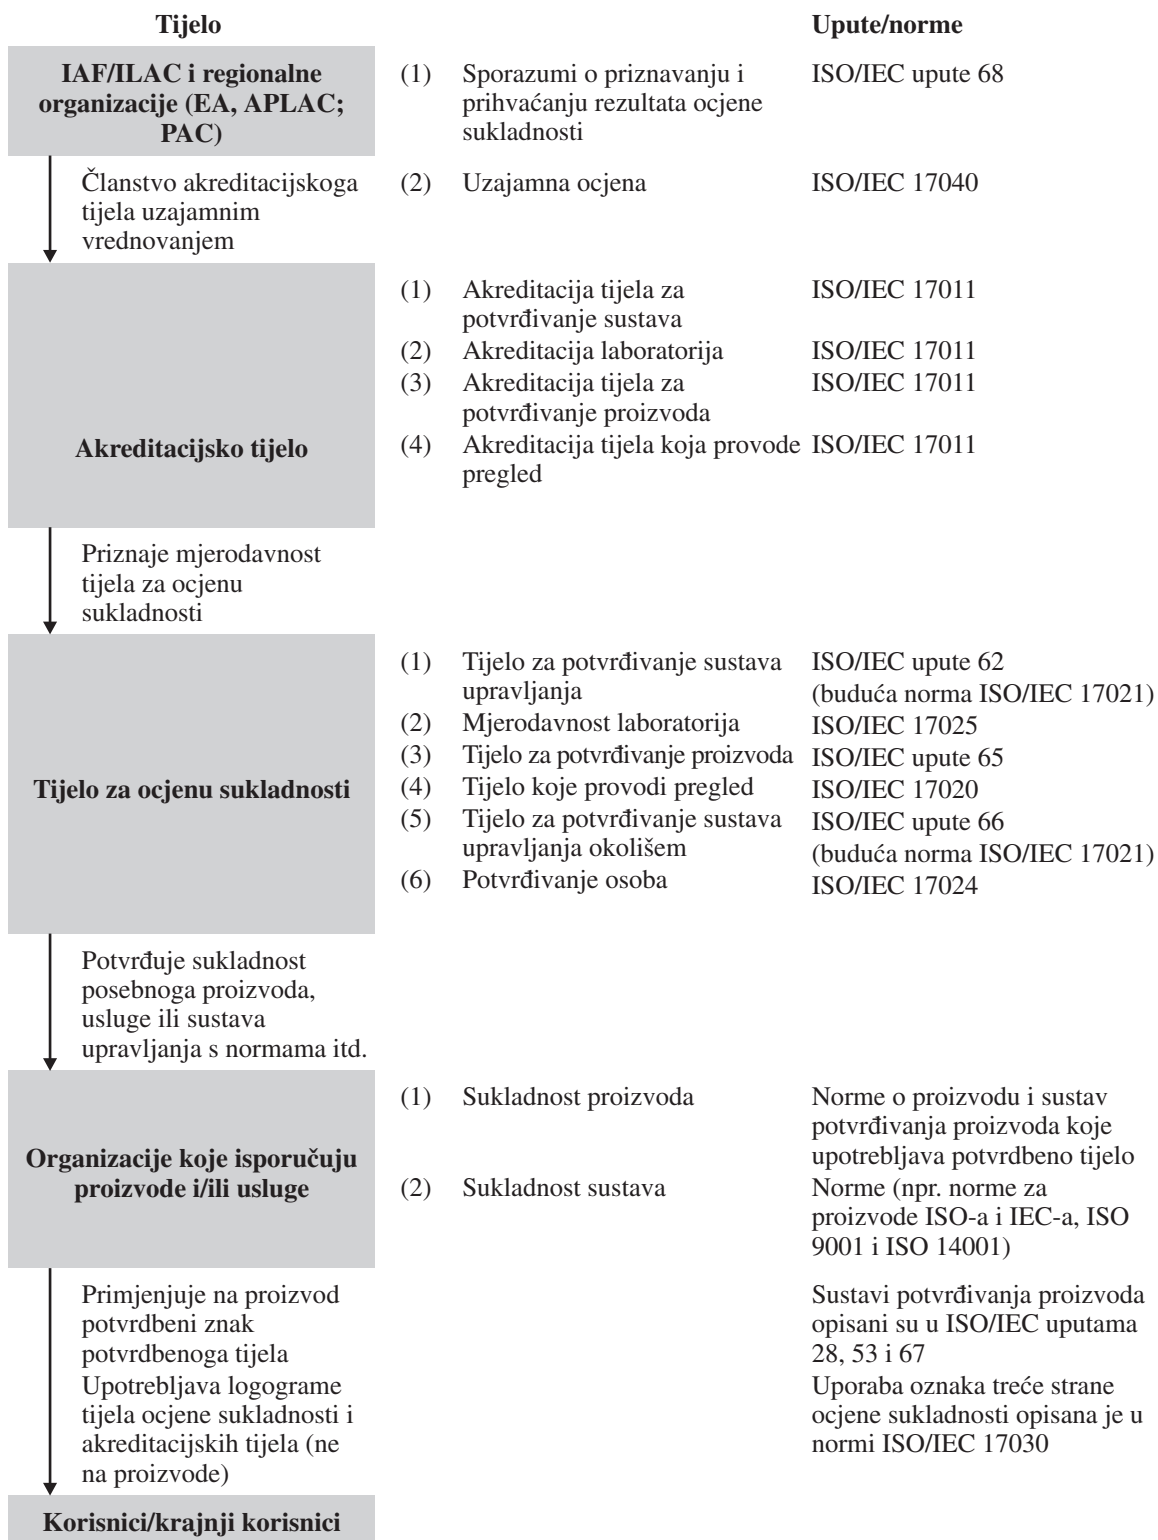 Tijelo Upute/norme
IAF/ILAC i regionalne
organizacije (EA, APLAC;
PAC)
(1) Sporazumi o priznavanju i ISO/IEC upute 68
prihvaćanju rezultata ocjene
sukladnosti
Članstvo akreditacijskoga
tijela uzajamnim
vrednovanjem
(2) Uzajamna ocjena ISO/IEC 17040
Akreditacijsko tijelo
(1) Akreditacija tijela za ISO/IEC 17011
potvrđivanje sustava
(2) Akreditacija laboratorija ISO/IEC 17011
(3) Akreditacija tijela za ISO/IEC 17011
potvrđivanje proizvoda
(4) Akreditacija tijela koja provode ISO/IEC 17011
pregled
Priznaje mjerodavnost
tijela za ocjenu
sukladnosti
Tijelo za ocjenu sukladnosti
(1) Tijelo za potvrđivanje sustava ISO/IEC upute 62
upravljanja (buduća norma ISO/IEC 17021)
(2) Mjerodavnost laboratorija ISO/IEC 17025
(3) Tijelo za potvrđivanje proizvoda ISO/IEC upute 65
(4) Tijelo koje provodi pregled ISO/IEC 17020
(5) Tijelo za potvrđivanje sustava ISO/IEC upute 66
upravljanja okolišem (buduća norma ISO/IEC 17021)
(6) Potvrđivanje osoba ISO/IEC 17024
Potvrđuje sukladnost
posebnoga proizvoda,
usluge ili sustava
upravljanja s normama itd.
Organizacije koje isporučuju
proizvode i/ili usluge
(1) Sukladnost proizvoda Norme o proizvodu i sustav
potvrđivanja proizvoda koje
upotrebljava potvrdbeno tijelo
(2) Sukladnost sustava Norme (npr. norme za
proizvode ISO-a i IEC-a, ISO
9001 i ISO 14001)
Primjenjuje na proizvod
potvrdbeni znak
potvrdbenoga tijela
Upotrebljava logograme
tijela ocjene sukladnosti i
akreditacijskih tijela (ne
na proizvode)
Sustavi potvrđivanja proizvoda
opisani su u ISO/IEC uputama
28, 53 i 67
Uporaba oznaka treće strane
ocjene sukladnosti opisana je u
normi ISO/IEC 17030
Korisnici/krajnji korisnici